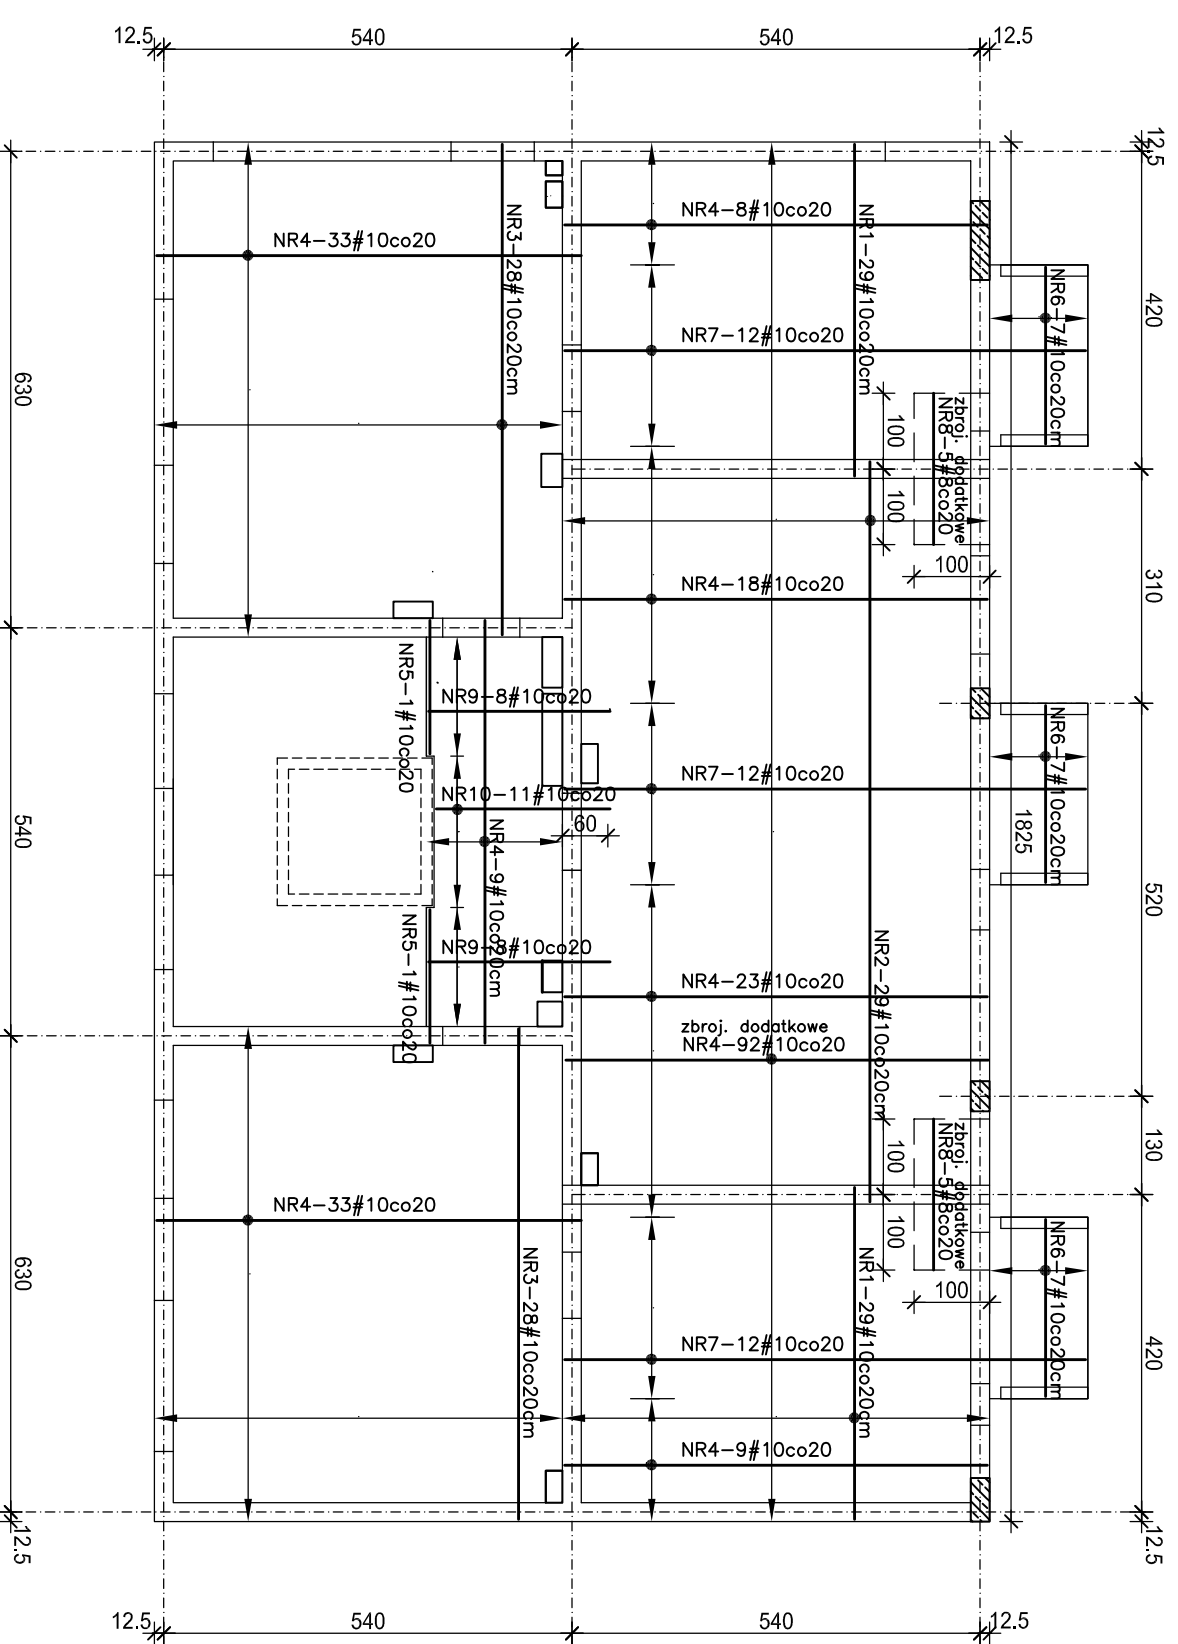 12.5
540
540
12.5
12.5
420
310
520
130
420
12.5
1825
NR4-8#10co20
NR1-29#10co20cm
NR6-7#10co20cm
NR4-33#10co20
NR3-28#10co20cm
NR7-12#10co20
zbroj. dodatkowe
NR8-5#8co20
100
100
100
NR4-18#10co20
NR5-1#10co20
NR9-8#10co20
NR6-7#10co20cm
NR7-12#10co20
NR10-11#10co20
60
NR4-9#10co20cm
NR5-1#10co20
NR9-8#10co20
NR2-29#10co20cm
NR4-23#10co20
zbroj. dodatkowe
NR4-92#10co20
zbroj. dodatkowe
NR8-5#8co20
100
100
100
NR4-33#10co20
NR3-28#10co20cm
NR1-29#10co20cm
NR6-7#10co20cm
NR7-12#10co20
NR4-9#10co20
630
540
630
12.5
12.5
540
540
12.5